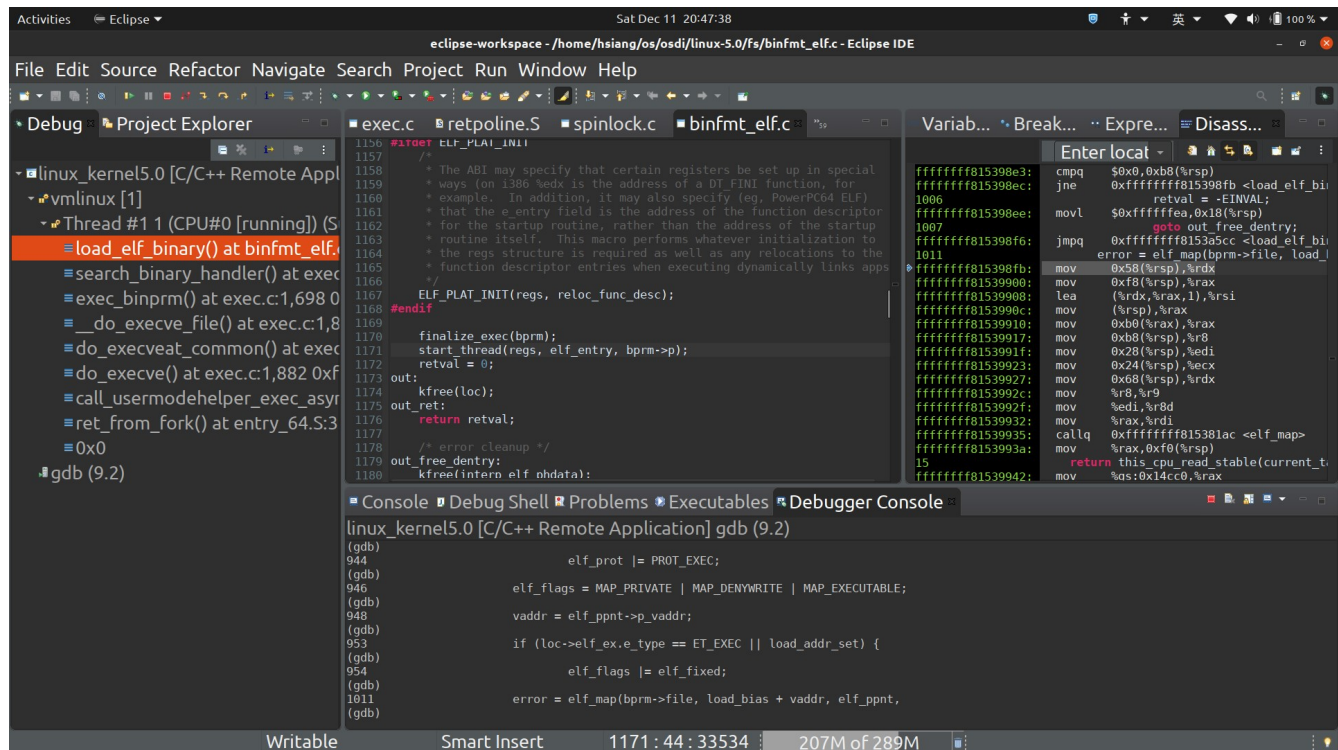 Activities Eclipse Sat Dec 11 20:47:38 英 100 %
eclipse-workspace - /home/hsiang/os/osdi/linux-5.0/fs/binfmt_elf.c - Eclipse IDE
File Edit Source Refactor Navigate Search Project Run Window Help
Debug Project Explorer
linux_kernel5.0 [C/C++ Remote Appl
vmlinux [1]
Thread #1 1 (CPU#0 [running]) (S
load_elf_binary() at binfmt_elf.
search_binary_handler() at exec
exec_binprm() at exec.c:1,698 0
__do_execve_file() at exec.c:1,8
do_execveat_common() at exec
do_execve() at exec.c:1,882 0xf
call_usermodehelper_exec_asyn
ret_from_fork() at entry_64.S:3
0x0
gdb (9.2)
exec.c retpoline.S spinlock.c binfmt_elf.c »59
1156 #ifdef ELF_PLAT_INIT
1157 /*
1158 * The ABI may specify that certain registers be set up in special
1159 * ways (on i386 %edx is the address of a DT_FINI function, for
1160 * example. In addition, it may also specify (eg, PowerPC64 ELF)
1161 * that the e_entry field is the address of the function descriptor
1162 * for the startup routine, rather than the address of the startup
1163 * routine itself. This macro performs whatever initialization to
1164 * the regs structure is required as well as any relocations to the
1165 * function descriptor entries when executing dynamically links apps
1166 */
1167 ELF_PLAT_INIT(regs, reloc_func_desc);
1168 #endif
1169
1170 finalize_exec(bprm);
1171 start_thread(regs, elf_entry, bprm->p);
1172 retval = 0;
1173 out:
1174 kfree(loc);
1175 out_ret:
1176 return retval;
1177
1178 /* error cleanup */
1179 out_free_dentry:
1180 kfree(interp_elf_phdata);
Variab... Break... Expre... Disass...
Enter locat
ffffffff815398e3: cmpq $0x0,0xb8(%rsp)
ffffffff815398ec: jne 0xffffffff815398fb <load_elf_bi
1006 retval = -EINVAL;
ffffffff815398ee: movl $0xffffffea,0x18(%rsp)
1007 goto out_free_dentry;
ffffffff815398f6: jmpq 0xffffffff8153a5cc <load_elf_bi
1011 error = elf_map(bprm->file, load_
ffffffff815398fb: mov 0x58(%rsp),%rdx
ffffffff81539900: mov 0xf8(%rsp),%rax
ffffffff81539908: lea (%rdx,%rax,1),%rsi
ffffffff8153990c: mov (%rsp),%rax
ffffffff81539910: mov 0xb0(%rax),%rax
ffffffff81539917: mov 0xb8(%rsp),%r8
ffffffff8153991f: mov 0x28(%rsp),%edi
ffffffff81539923: mov 0x24(%rsp),%ecx
ffffffff81539927: mov 0x68(%rsp),%rdx
ffffffff8153992c: mov %r8,%r9
ffffffff8153992f: mov %edi,%r8d
ffffffff81539932: mov %rax,%rdi
ffffffff81539935: callq 0xffffffff815381ac <elf_map>
ffffffff8153993a: mov %rax,0xf0(%rsp)
15 return this_cpu_read_stable(current_t
ffffffff81539942: mov %gs:0x14cc0,%rax
Console Debug Shell Problems Executables Debugger Console
linux_kernel5.0 [C/C++ Remote Application] gdb (9.2)
(gdb)
944 elf_prot |= PROT_EXEC;
(gdb)
946 elf_flags = MAP_PRIVATE | MAP_DENYWRITE | MAP_EXECUTABLE;
(gdb)
948 vaddr = elf_ppnt->p_vaddr;
(gdb)
953 if (loc->elf_ex.e_type == ET_EXEC || load_addr_set) {
(gdb)
954 elf_flags |= elf_fixed;
(gdb)
1011 error = elf_map(bprm->file, load_bias + vaddr, elf_ppnt,
(gdb)
Writable Smart Insert 1171 : 44 : 33534 207M of 289M